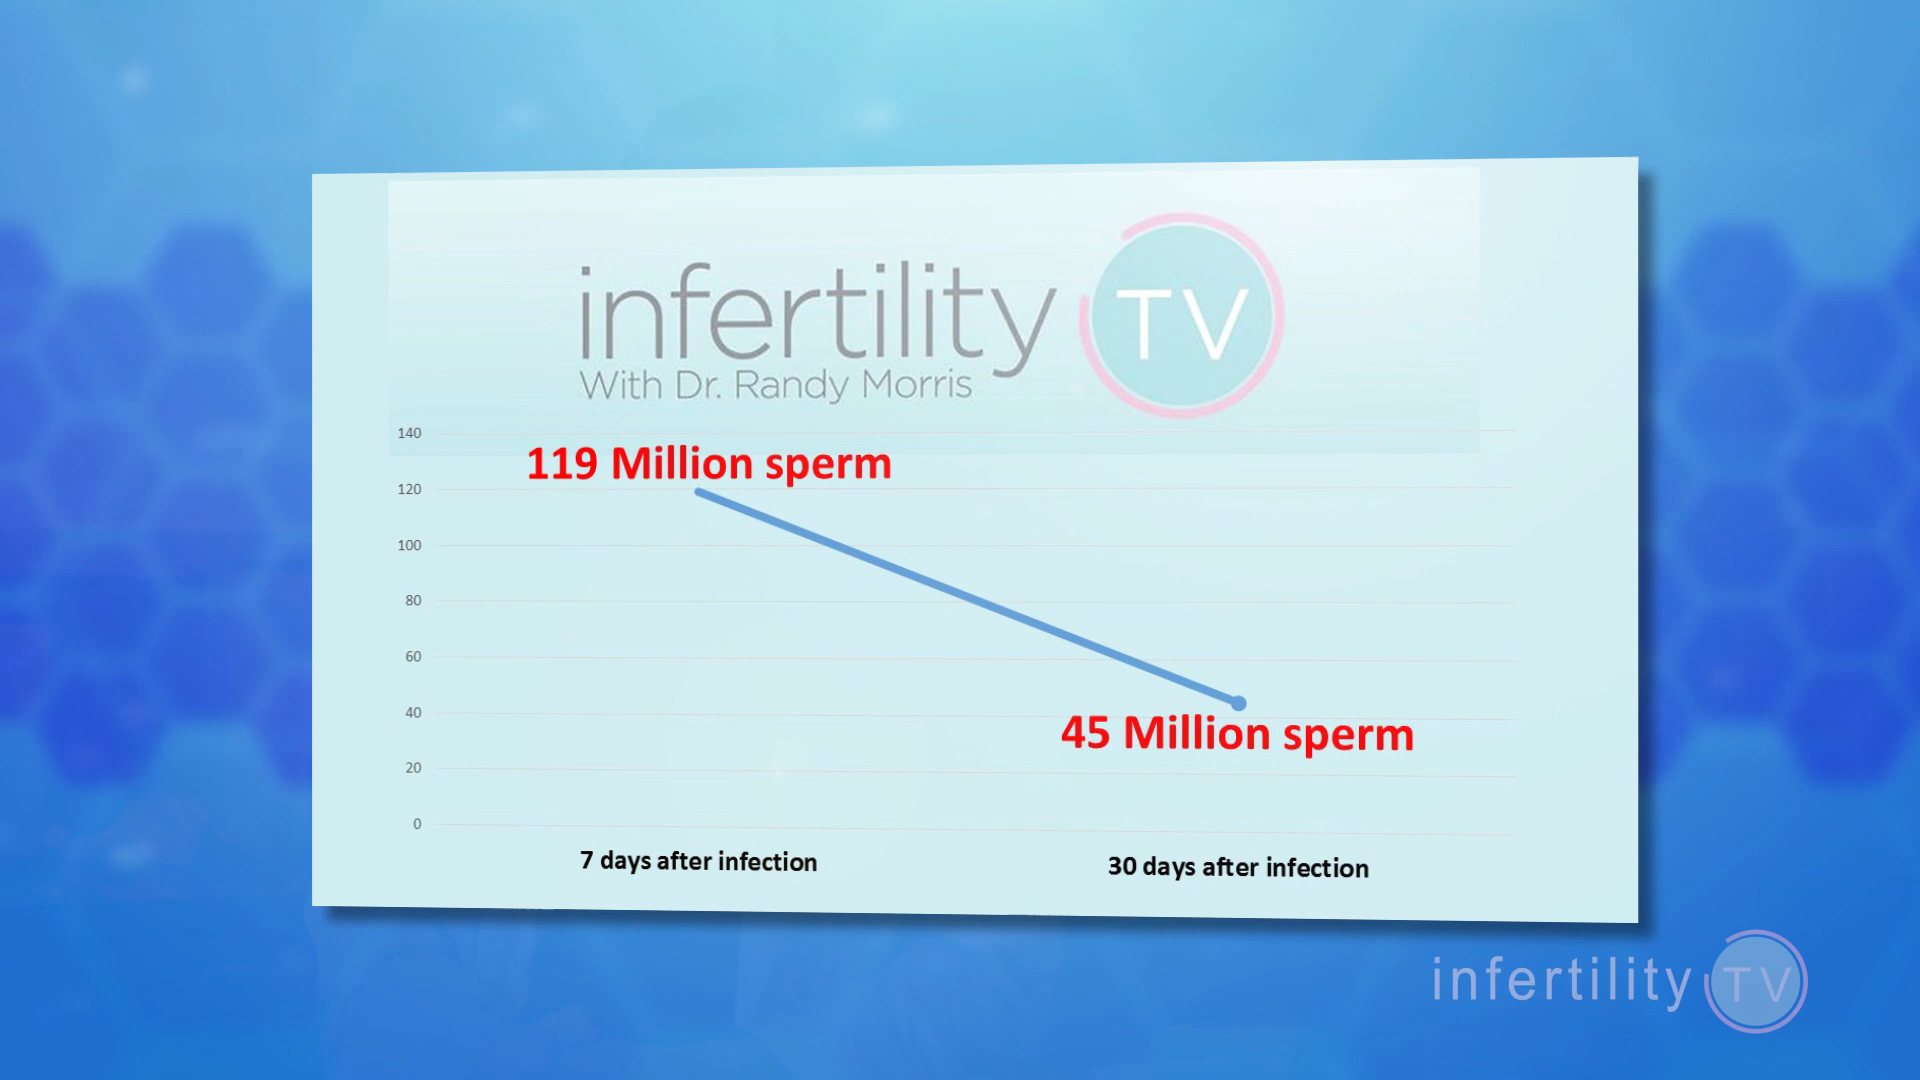 infertility TV
With Dr. Randy Morris
140
119 Million sperm
120
100
80
60
40
45 Million sperm
20
0
7 days after infection
30 days after infection
infertility TV